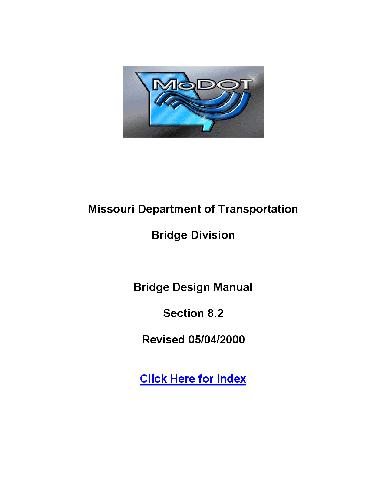 MoDOT
Missouri Department of Transportation
Bridge Division
Bridge Design Manual
Section 8.2
Revised 05/04/2000
Click Here for Index